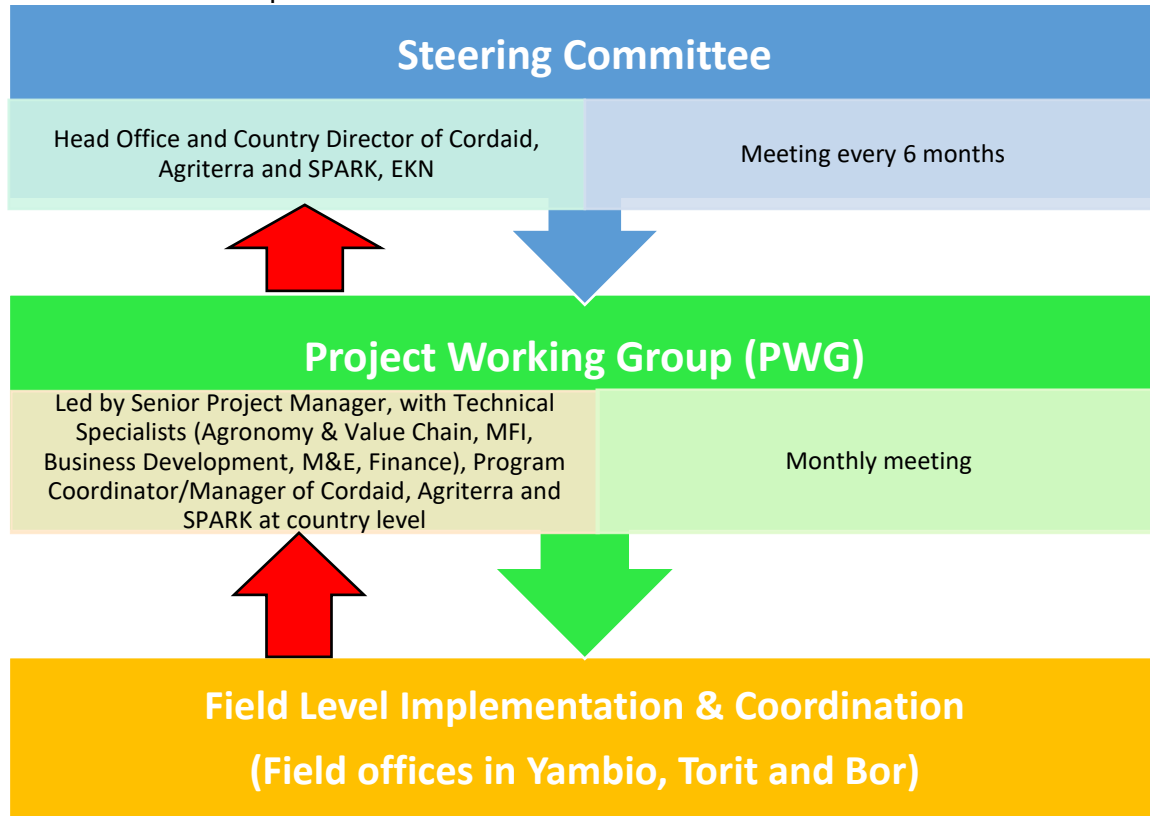 Steering Committee
Head Office and Country Director of Cordaid,
Agriterra and SPARK, EKN
Meeting every 6 months
Project Working Group (PWG)
Led by Senior Project Manager, with Technical
Specialists (Agronomy & Value Chain, MFI,
Business Development, M&E, Finance), Program
Coordinator/Manager of Cordaid, Agriterra and
SPARK at country level
Monthly meeting
Field Level Implementation & Coordination
(Field offices in Yambio, Torit and Bor)